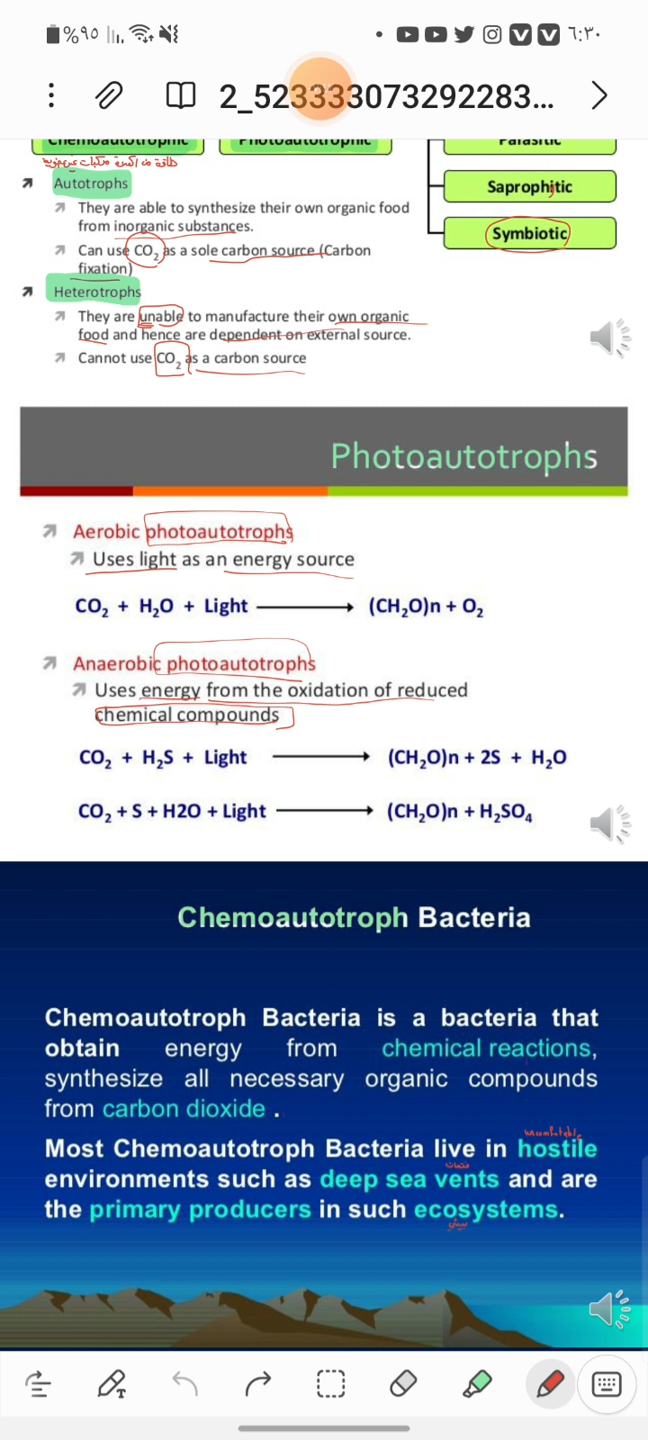 %٩٥ ٦:٣٠
2_523333073292283...
Chemoautotrophic Photoautotrophic Parasitic
طاقة من اكسدة مركبات غير عضوية
Autotrophs
Saprophitic
They are able to synthesize their own organic food
from inorganic substances.
Symbiotic
Can use CO₂ as a sole carbon source (Carbon
fixation)
Heterotrophs
They are unable to manufacture their own organic
food and hence are dependent on external source.
Cannot use CO₂ as a carbon source
Photoautotrophs
Aerobic photoautotrophs
Uses light as an energy source
CO₂ + H₂O + Light ⟶ (CH₂O)n + O₂
Anaerobic photoautotrophs
Uses energy from the oxidation of reduced
chemical compounds
CO₂ + H₂S + Light ⟶ (CH₂O)n + 2S + H₂O
CO₂ + S + H2O + Light ⟶ (CH₂O)n + H₂SO₄
Chemoautotroph Bacteria
Chemoautotroph Bacteria is a bacteria that
obtain energy from chemical reactions,
synthesize all necessary organic compounds
from carbon dioxide .
Most Chemoautotroph Bacteria live in hostile
environments such as deep sea vents and are
the primary producers in such ecosystems.